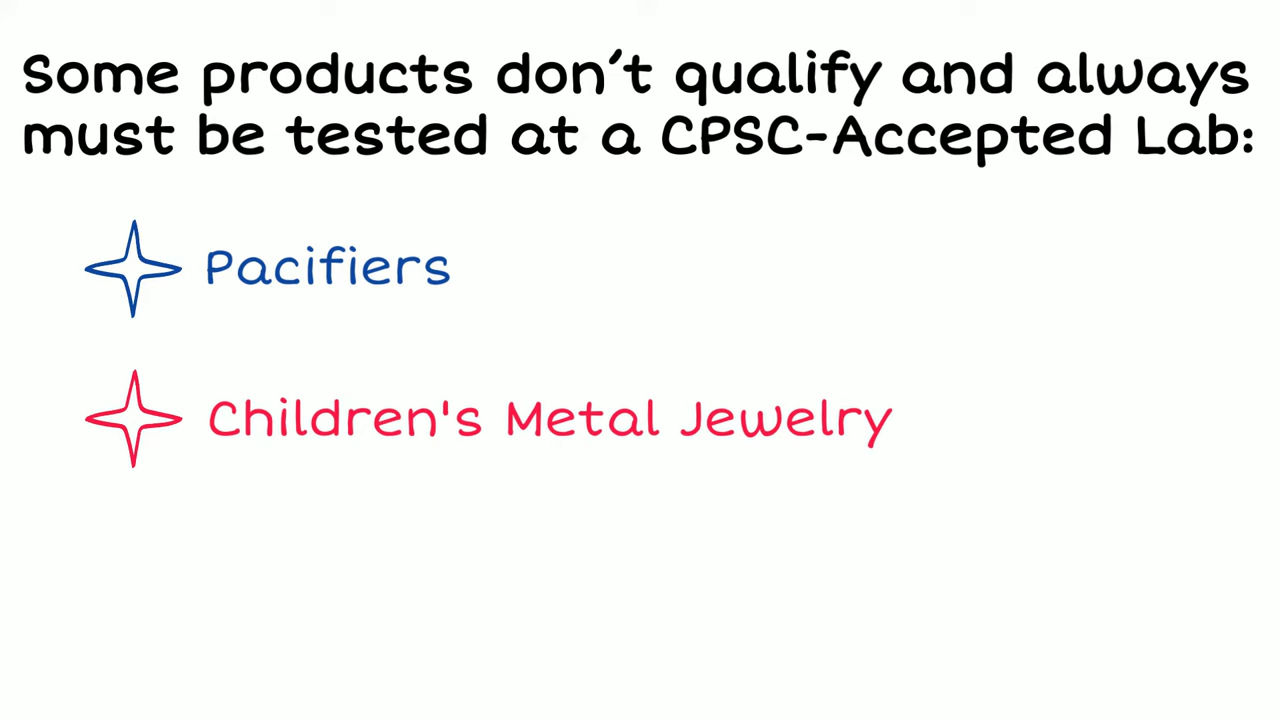 Some products don't qualify and always
must be tested at a CPSC-Accepted Lab:
Pacifiers
Children's Metal Jewelry